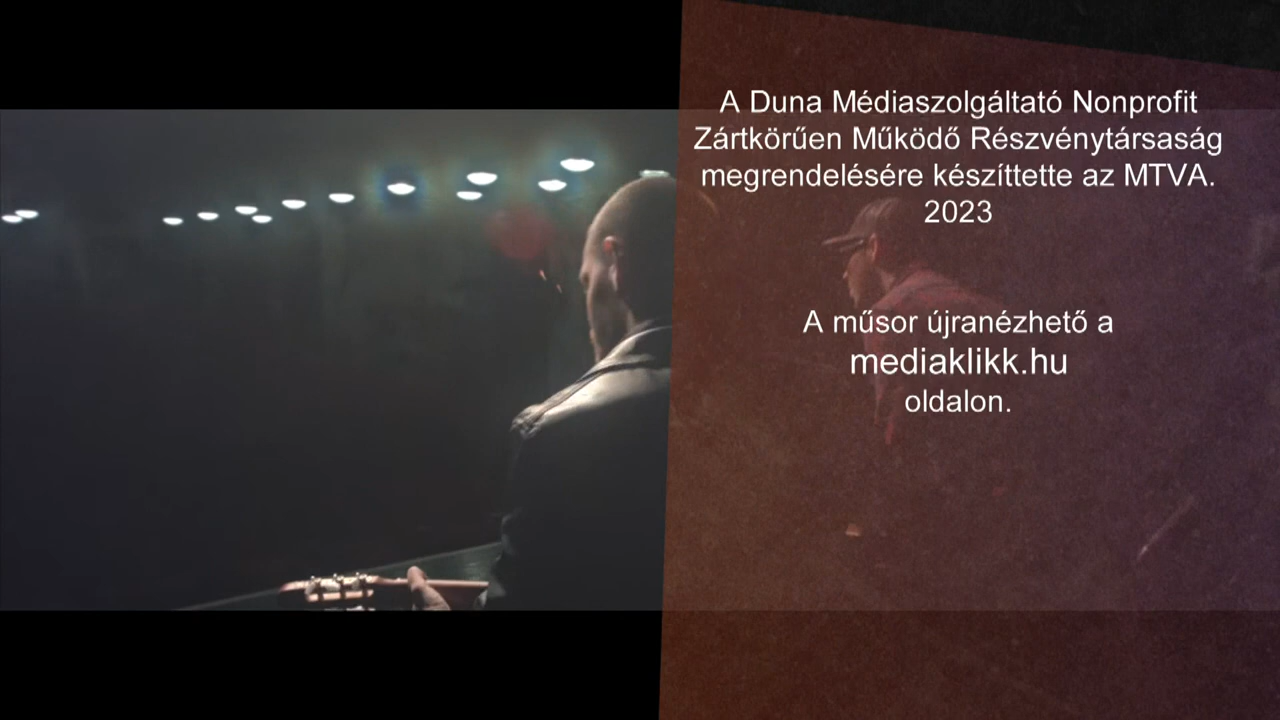 A Duna Médiaszolgáltató Nonprofit
Zártkörűen Működő Részvénytársaság
megrendelésére készíttette az MTVA.
2023
A műsor újranézhető a
mediaklikk.hu
oldalon.